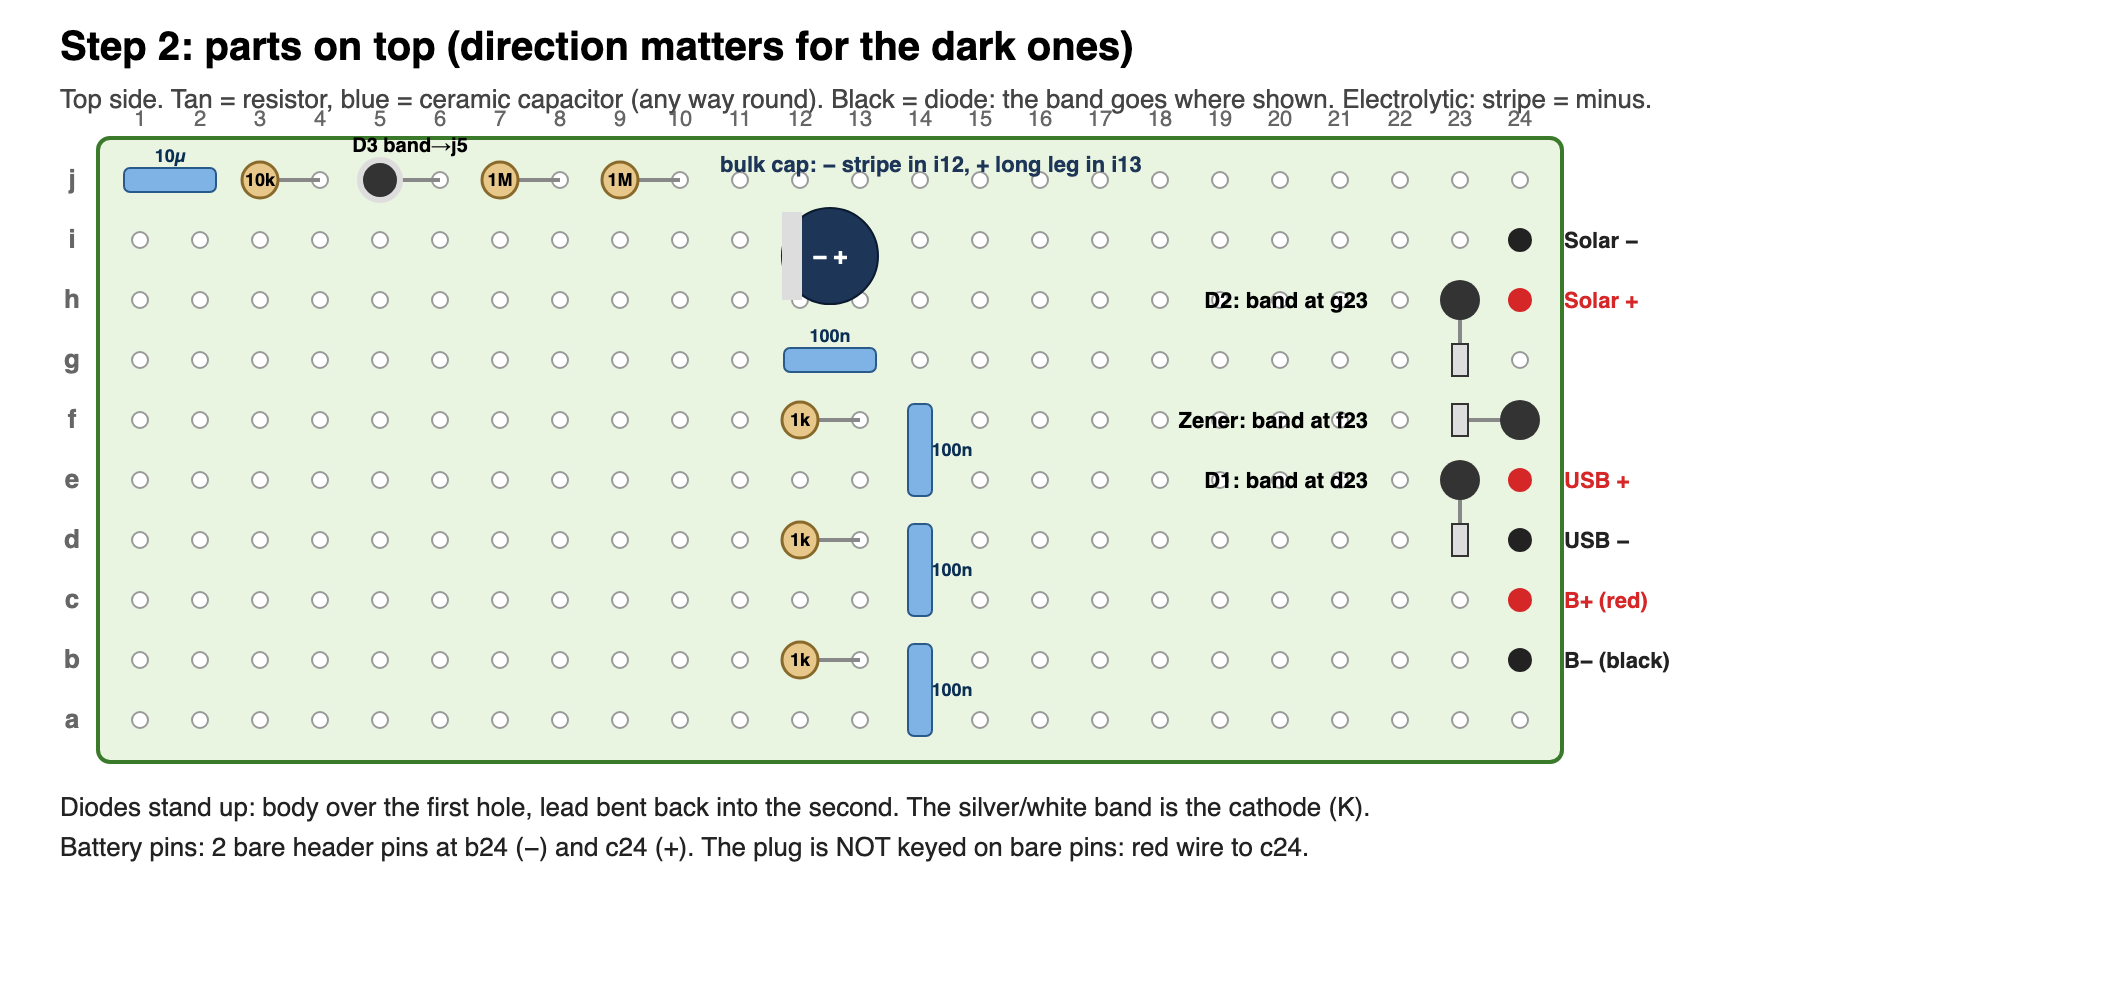 Step 2: parts on top (direction matters for the dark ones)
Top side. Tan = resistor, blue = ceramic capacitor (any way round). Black = diode: the band goes where shown. Electrolytic: stripe = minus.
1 2 3 4 5 6 7 8 9 10 11 12 13 14 15 16 17 18 19 20 21 22 23 24
D3 band→j5
10µ
bulk cap: – stripe in i12, + long leg in i13
j 10k 1M 1M
i Solar –
– +
h D2: band at g23 Solar +
100n
g
f 1k Zener: band at f23
100n
e D1: band at d23 USB +
d 1k USB –
100n
c B+ (red)
b 1k B– (black)
100n
a
Diodes stand up: body over the first hole, lead bent back into the second. The silver/white band is the cathode (K).
Battery pins: 2 bare header pins at b24 (–) and c24 (+). The plug is NOT keyed on bare pins: red wire to c24.